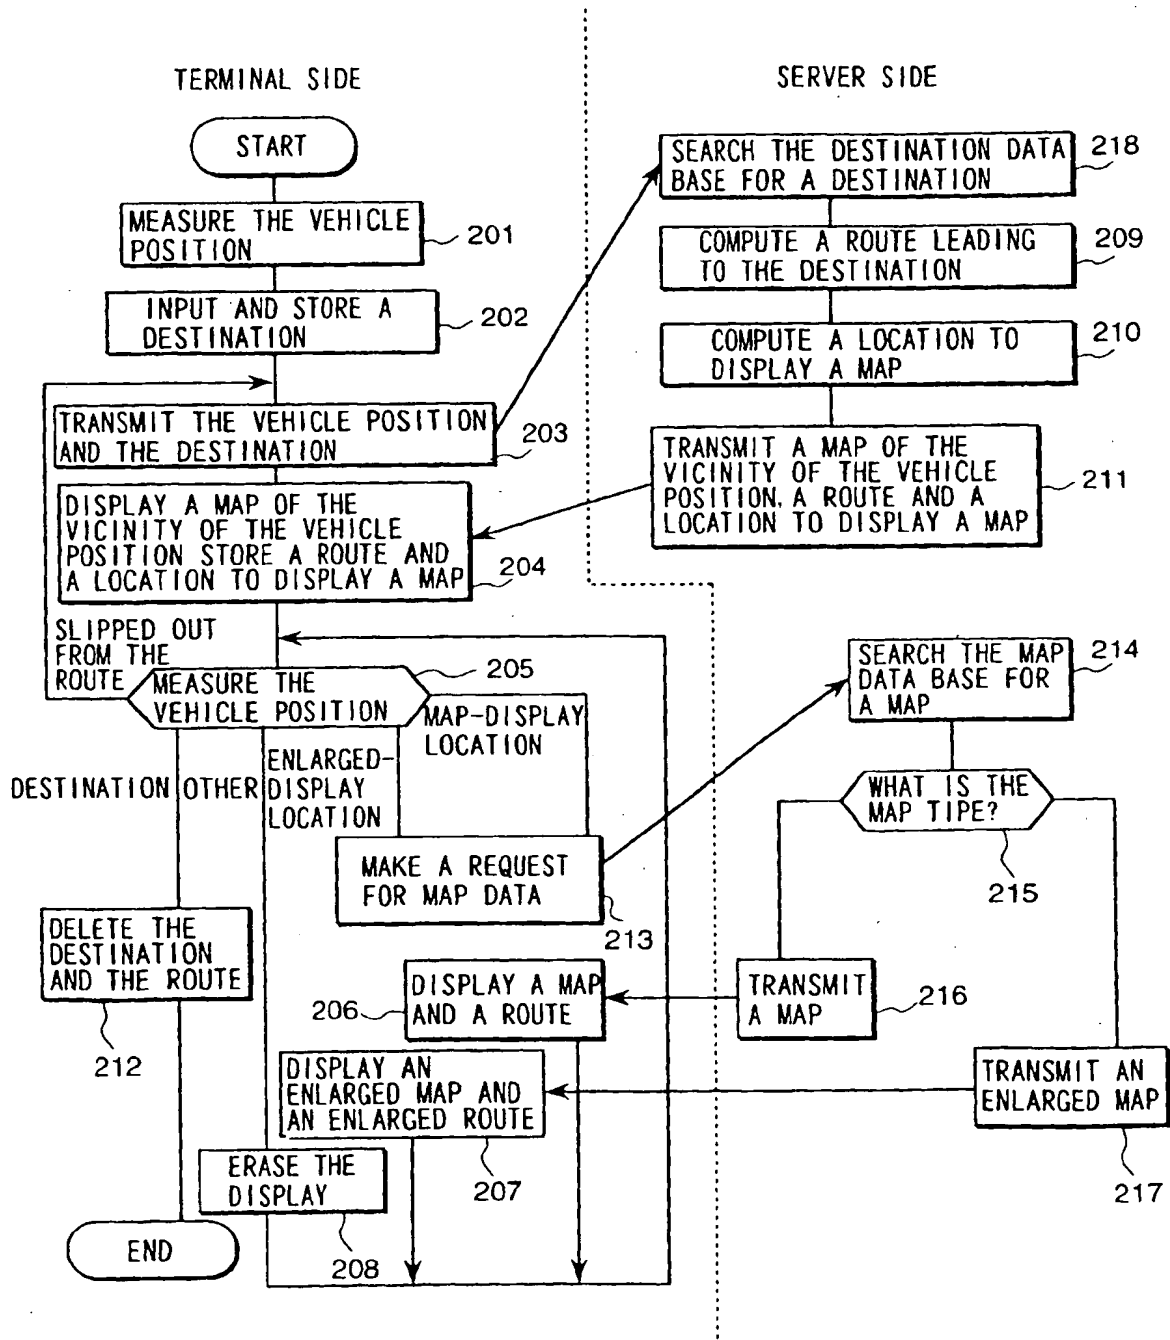 TERMINAL SIDE
START
MEASURE THE VEHICLE
POSITION
201
INPUT AND STORE A
DESTINATION
202
TRANSMIT THE VEHICLE POSITION
AND THE DESTINATION
203
DISPLAY A MAP OF THE
VICINITY OF THE VEHICLE
POSITION STORE A ROUTE AND
A LOCATION TO DISPLAY A MAP
204
SLIPPED OUT
FROM THE
ROUTE
MEASURE THE
VEHICLE POSITION
205
MAP-DISPLAY
LOCATION
ENLARGED-
DISPLAY
LOCATION
DESTINATION
OTHER
MAKE A REQUEST
FOR MAP DATA
213
DELETE THE
DESTINATION
AND THE ROUTE
212
DISPLAY A MAP
AND A ROUTE
206
DISPLAY AN
ENLARGED MAP AND
AN ENLARGED ROUTE
207
ERASE THE
DISPLAY
208
END
SERVER SIDE
SEARCH THE DESTINATION DATA
BASE FOR A DESTINATION
218
COMPUTE A ROUTE LEADING
TO THE DESTINATION
209
COMPUTE A LOCATION TO
DISPLAY A MAP
210
TRANSMIT A MAP OF THE
VICINITY OF THE VEHICLE
POSITION, A ROUTE AND A
LOCATION TO DISPLAY A MAP
211
SEARCH THE MAP
DATA BASE FOR
A MAP
214
WHAT IS THE
MAP TIPE?
215
TRANSMIT
A MAP
216
TRANSMIT AN
ENLARGED MAP
217